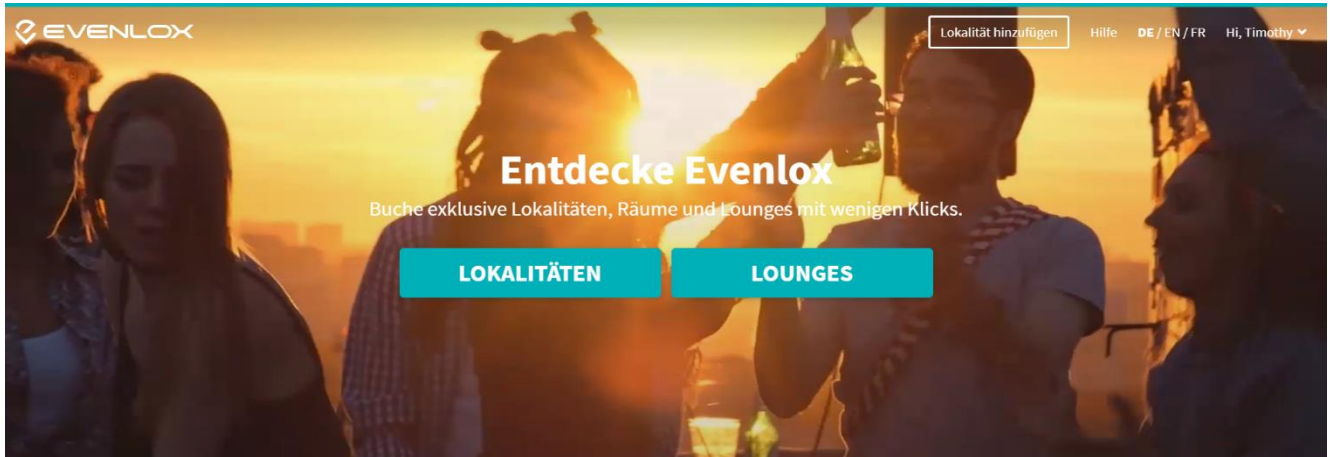 EVENLOX
Lokalität hinzufügen Hilfe DE / EN / FR Hi, Timothy
Entdecke Evenlox
Buche exklusive Lokalitäten, Räume und Lounges mit wenigen Klicks.
LOKALITÄTEN LOUNGES